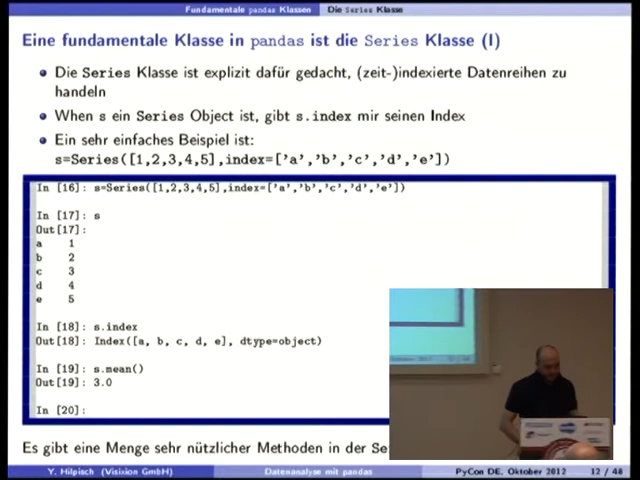 Fundamentale pandas Klassen Die Series Klasse
Eine fundamentale Klasse in pandas ist die Series Klasse (I)
Die Series Klasse ist explizit dafür gedacht, (zeit-)indexierte Datenreihen zu
handeln
When s ein Series Object ist, gibt s.index mir seinen Index
Ein sehr einfaches Beispiel ist:
s=Series([1,2,3,4,5],index=['a','b','c','d','e'])
In [16]: s=Series([1,2,3,4,5],index=['a','b','c','d','e'])
In [17]: s
Out[17]:
a 1
b 2
c 3
d 4
e 5
In [18]: s.index
Out[18]: Index([a, b, c, d, e], dtype=object)
In [19]: s.mean()
Out[19]: 3.0
In [20]:
Es gibt eine Menge sehr nützlicher Methoden in der Se
Y. Hilpisch (Visixion GmbH) Datenanalyse mit pandas PyCon DE, Oktober 2012 12 / 48